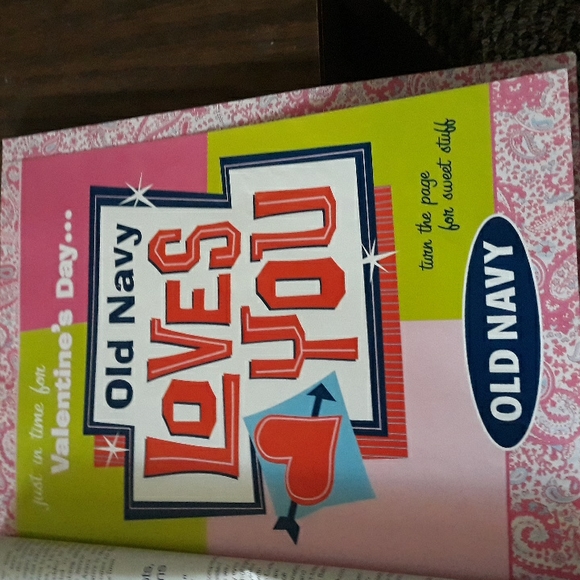 just in time for
Valentine's Day...
Old Navy
LOVES
YOU
turn the page
for sweet stuff
OLD NAVY